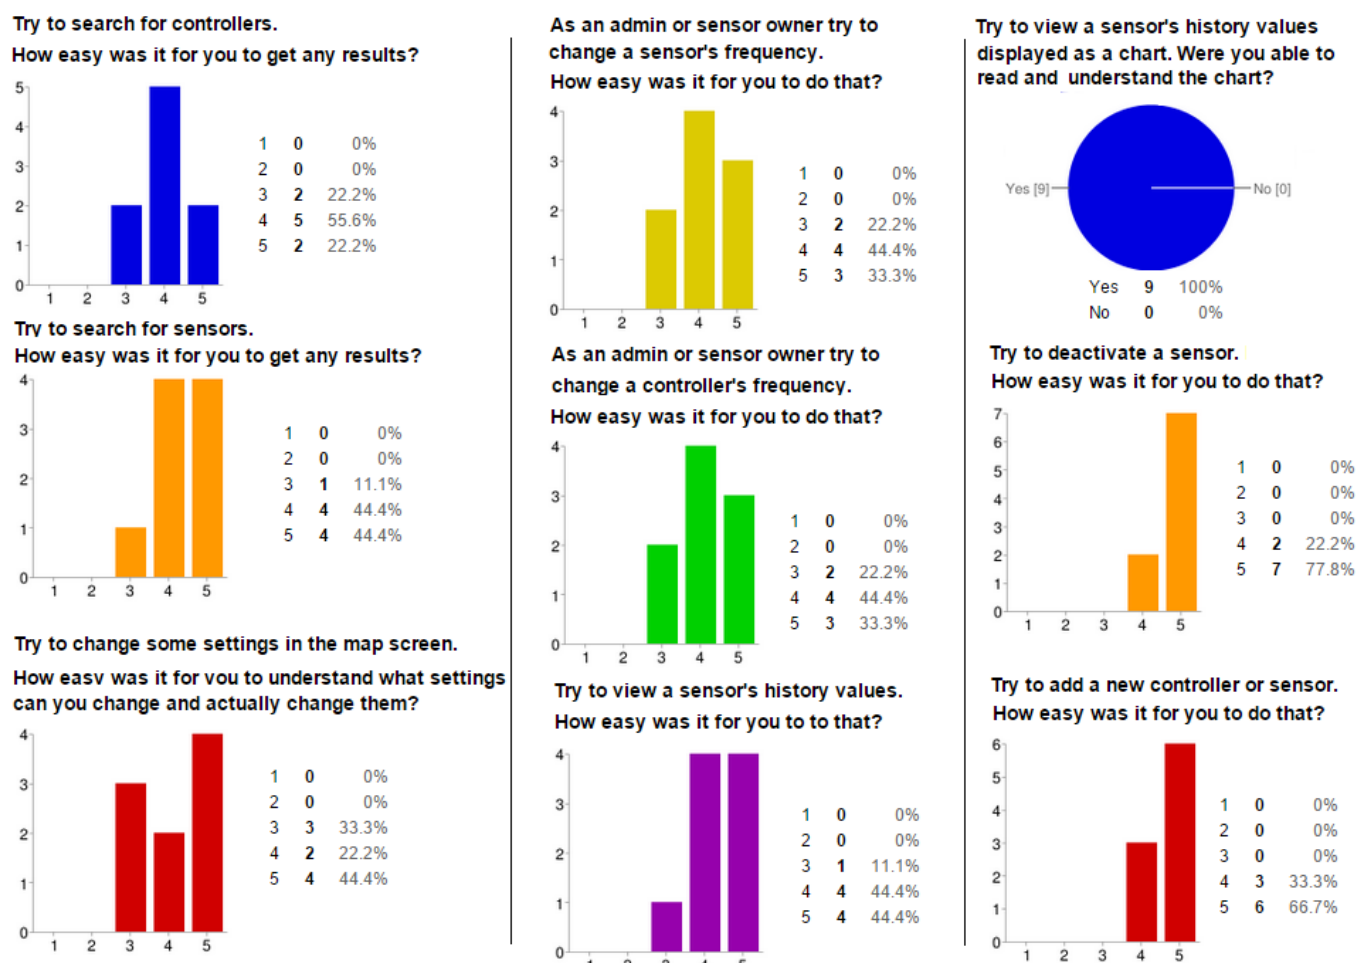 Try to search for controllers.
How easy was it for you to get any results?
5
4
3
2
1
0
1 2 3 4 5
1 0 0%
2 0 0%
3 2 22.2%
4 5 55.6%
5 2 22.2%
Try to search for sensors.
How easy was it for you to get any results?
4
3
2
1
0
1 2 3 4 5
1 0 0%
2 0 0%
3 1 11.1%
4 4 44.4%
5 4 44.4%
Try to change some settings in the map screen.
How easy was it for you to understand what settings
can you change and actually change them?
4
3
2
1
0
1 2 3 4 5
1 0 0%
2 0 0%
3 3 33.3%
4 2 22.2%
5 4 44.4%
As an admin or sensor owner try to
change a sensor's frequency.
How easy was it for you to do that?
4
3
2
1
0
1 2 3 4 5
1 0 0%
2 0 0%
3 2 22.2%
4 4 44.4%
5 3 33.3%
As an admin or sensor owner try to
change a controller's frequency.
How easy was it for you to do that?
4
3
2
1
0
1 2 3 4 5
1 0 0%
2 0 0%
3 2 22.2%
4 4 44.4%
5 3 33.3%
Try to view a sensor's history values.
How easy was it for you to to that?
4
3
2
1
0
1 2 3 4 5
1 0 0%
2 0 0%
3 1 11.1%
4 4 44.4%
5 4 44.4%
Try to view a sensor's history values
displayed as a chart. Were you able to
read and understand the chart?
Yes [9] No [0]
Yes 9 100%
No 0 0%
Try to deactivate a sensor.
How easy was it for you to do that?
7
6
5
4
3
2
1
0
1 2 3 4 5
1 0 0%
2 0 0%
3 0 0%
4 2 22.2%
5 7 77.8%
Try to add a new controller or sensor.
How easy was it for you to do that?
6
5
4
3
2
1
0
1 2 3 4 5
1 0 0%
2 0 0%
3 0 0%
4 3 33.3%
5 6 66.7%